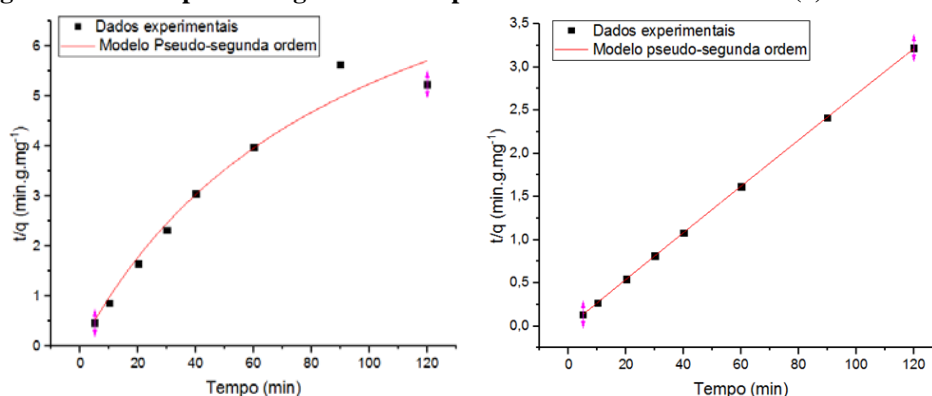 Dados experimentais
Modelo Pseudo-segunda ordem
t/q (min.g.mg⁻¹)
6
5
4
3
2
1
0
0 20 40 60 80 100 120
Tempo (min)
Dados experimentais
Modelo pseudo-segunda ordem
t/q (min.g.mg⁻¹)
3,5
3,0
2,5
2,0
1,5
1,0
0,5
0,0
0 20 40 60 80 100 120
Tempo (min)